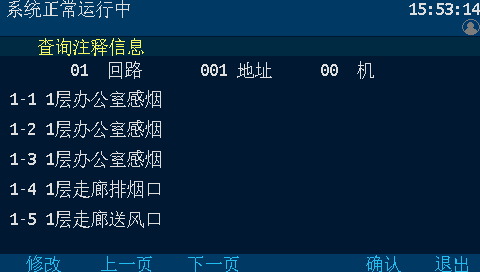 系统正常运行中 15:53:14
查询注释信息
01 回路 001 地址 00 机
1-1 1层办公室感烟
1-2 1层办公室感烟
1-3 1层办公室感烟
1-4 1层走廊排烟口
1-5 1层走廊送风口
修改 上一页 下一页 确认 退出